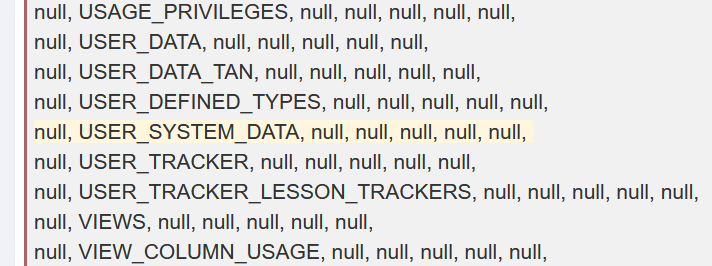 null, USAGE_PRIVILEGES, null, null, null, null, null,
null, USER_DATA, null, null, null, null, null,
null, USER_DATA_TAN, null, null, null, null, null,
null, USER_DEFINED_TYPES, null, null, null, null, null,
null, USER_SYSTEM_DATA, null, null, null, null, null,
null, USER_TRACKER, null, null, null, null, null,
null, USER_TRACKER_LESSON_TRACKERS, null, null, null, null, null,
null, VIEWS, null, null, null, null, null,
null, VIEW_COLUMN_USAGE, null, null, null, null, null,